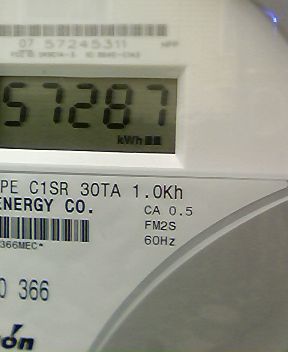 07 57245311
57287
kWh
PE C1SR 30TA 1.0Kh
ENERGY CO.
CA 0.5
FM2S
366MEC*
60Hz
0 366
ón